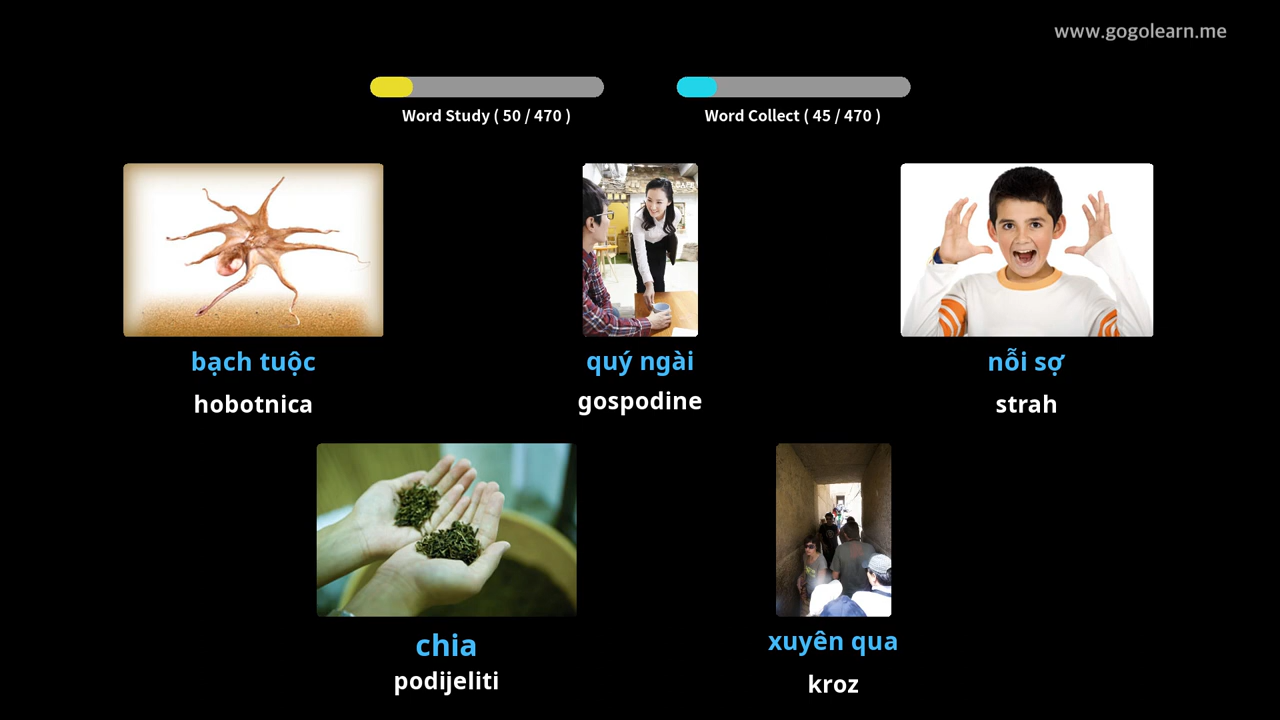 www.gogolearn.me
Word Study ( 50 / 470 )
Word Collect ( 45 / 470 )
bạch tuộc
hobotnica
quý ngài
gospodine
nỗi sợ
strah
chia
podijeliti
xuyên qua
kroz